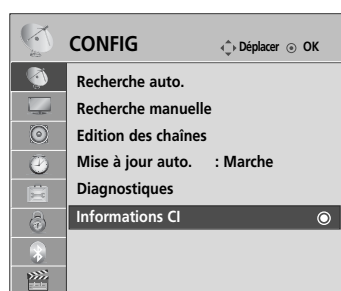 CONFIG Déplacer OK
Recherche auto.
Recherche manuelle
Edition des chaînes
Mise à jour auto. : Marche
Diagnostiques
Informations CI